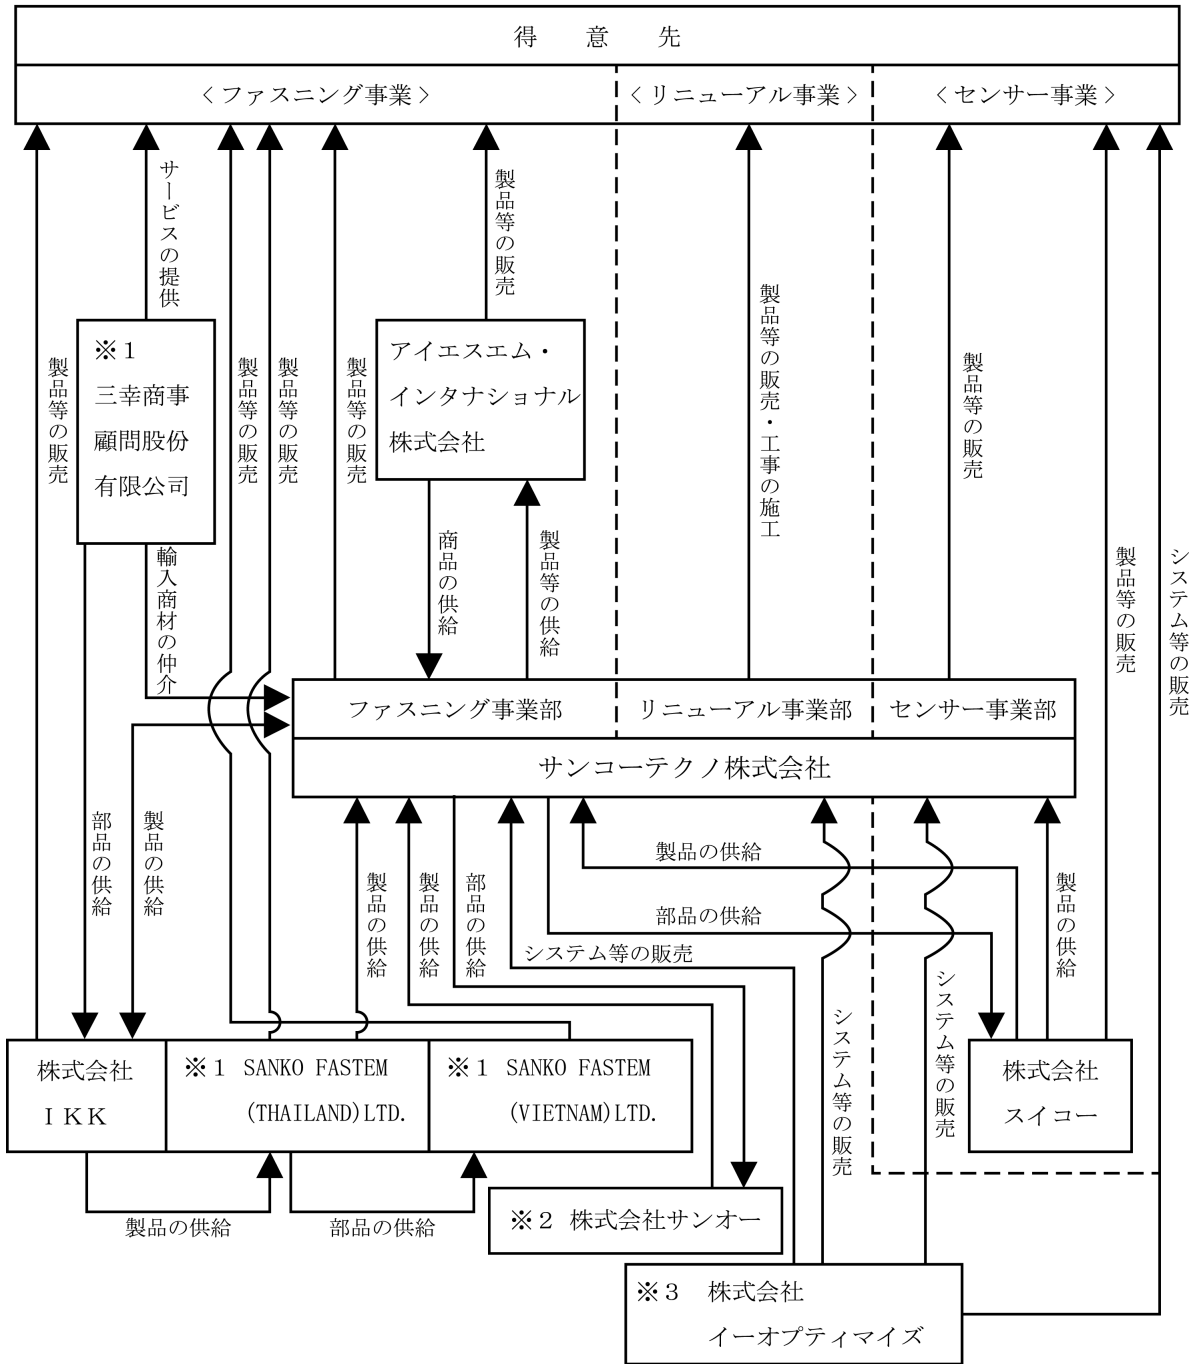 得　意　先
＜ファスニング事業＞
＜リニューアル事業＞
＜センサー事業＞
サービスの提供
製品等の販売
製品等の販売・工事の施工
製品等の販売
製品等の販売
製品等の販売
製品等の販売
製品等の販売
※１
三幸商事
顧問股份
有限公司
アイエスエム・
インタナショナル
株式会社
輸入商材の仲介
商品の供給
製品等の供給
製品等の販売
システム等の販売
ファスニング事業部
リニューアル事業部
センサー事業部
サンコーテクノ株式会社
部品の供給
製品の供給
製品の供給
製品の供給
部品の供給
製品の供給
部品の供給
システム等の販売
製品の供給
システム等の販売
システム等の販売
株式会社
ＩＫＫ
※１ SANKO FASTEM
(THAILAND)LTD.
※１ SANKO FASTEM
(VIETNAM)LTD.
株式会社
スイコー
製品の供給
部品の供給
※２ 株式会社サンオー
※３　株式会社
イーオプティマイズ